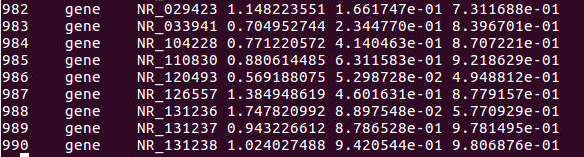 982 gene NR_029423 1.148223551 1.661747e-01 7.311688e-01
983 gene NR_033941 0.704952744 2.344770e-01 8.396701e-01
984 gene NR_104228 0.771220572 4.140463e-01 8.707221e-01
985 gene NR_110830 0.880614485 6.311583e-01 9.218629e-01
986 gene NR_120493 0.569188075 5.298728e-02 4.948812e-01
987 gene NR_126557 1.384948619 4.601631e-01 8.779157e-01
988 gene NR_131236 1.747820992 8.897548e-02 5.770929e-01
989 gene NR_131237 0.943226612 8.786528e-01 9.781495e-01
990 gene NR_131238 1.024027488 9.420544e-01 9.806876e-01